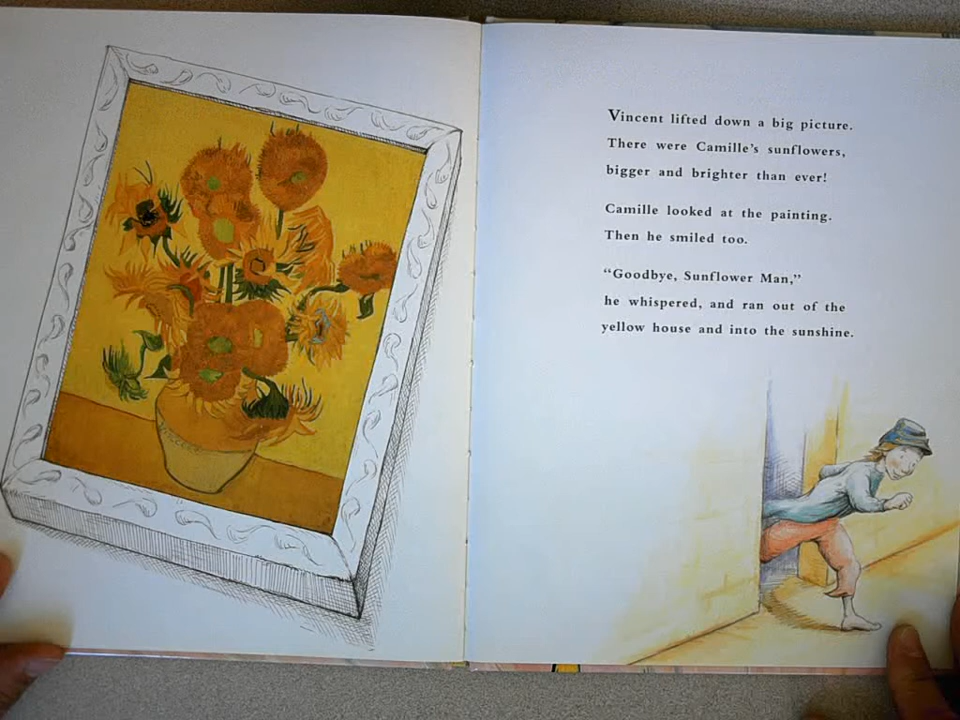 Vincent lifted down a big picture.
There were Camille's sunflowers,
bigger and brighter than ever!
Camille looked at the painting.
Then he smiled too.
“Goodbye, Sunflower Man,”
he whispered, and ran out of the
yellow house and into the sunshine.